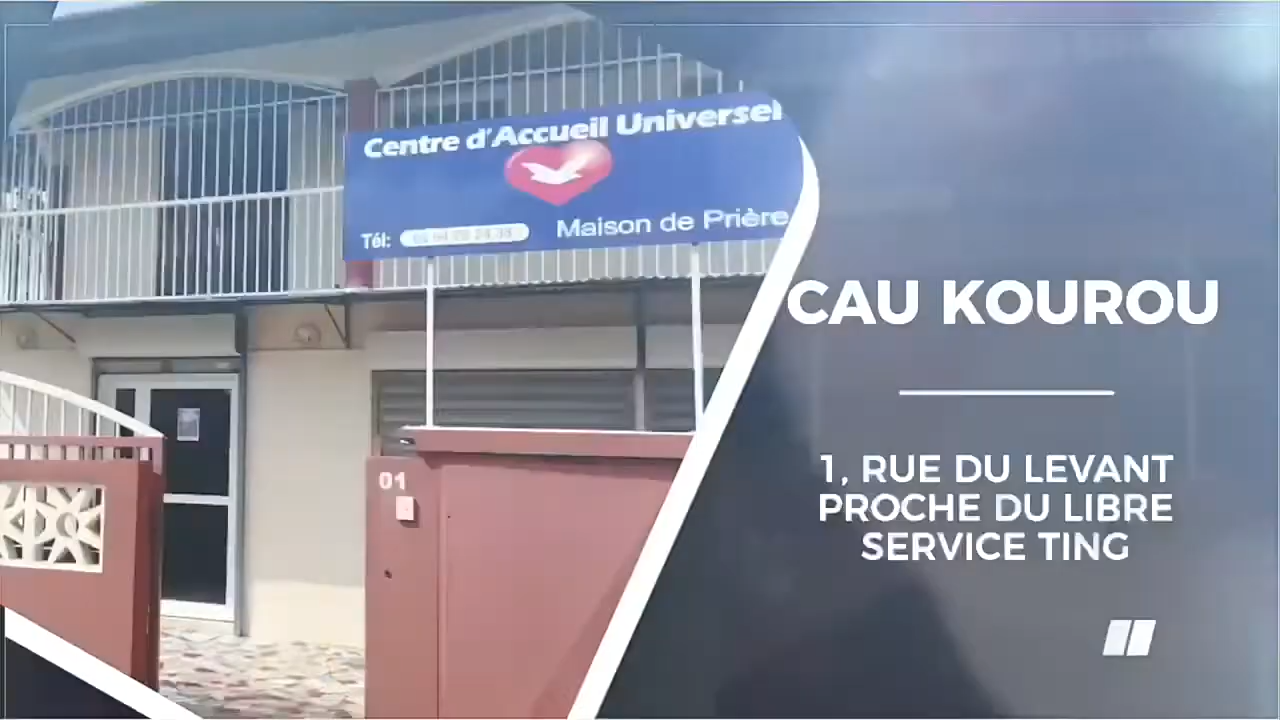 Centre d'Accueil Universel
Tél:
Maison de Prière
01
CAU KOUROU
1, RUE DU LEVANT
PROCHE DU LIBRE
SERVICE TING